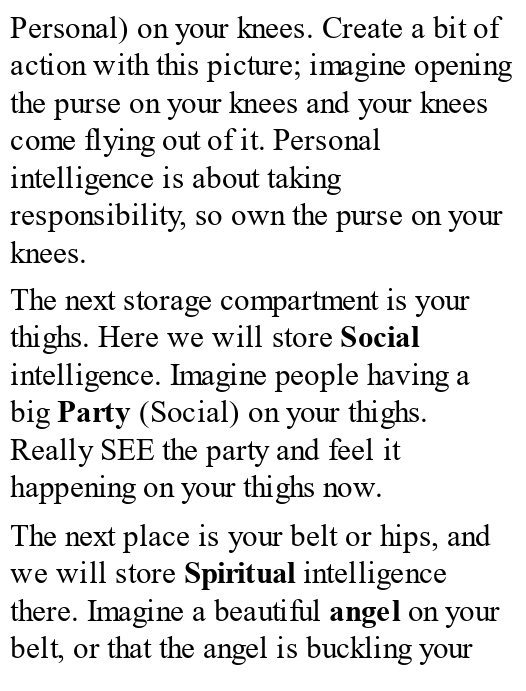 Personal) on your knees. Create a bit of
action with this picture; imagine opening
the purse on your knees and your knees
come flying out of it. Personal
intelligence is about taking
responsibility, so own the purse on your
knees.
The next storage compartment is your
thighs. Here we will store Social
intelligence. Imagine people having a
big Party (Social) on your thighs.
Really SEE the party and feel it
happening on your thighs now.
The next place is your belt or hips, and
we will store Spiritual intelligence
there. Imagine a beautiful angel on your
belt, or that the angel is buckling your